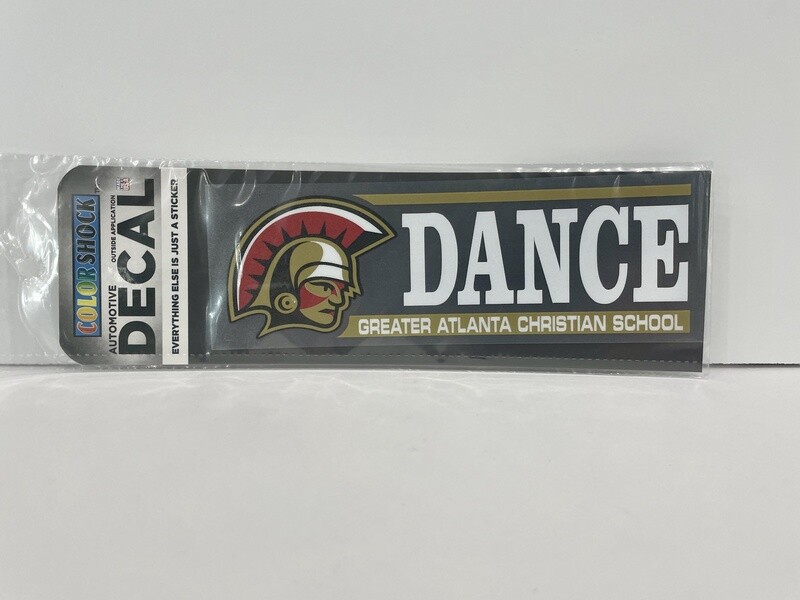 COLORSHOCK
AUTOMOTIVE
OUTSIDE APPLICATION
DECAL
EVERYTHING ELSE IS JUST A STICKER
DANCE
GREATER ATLANTA CHRISTIAN SCHOOL